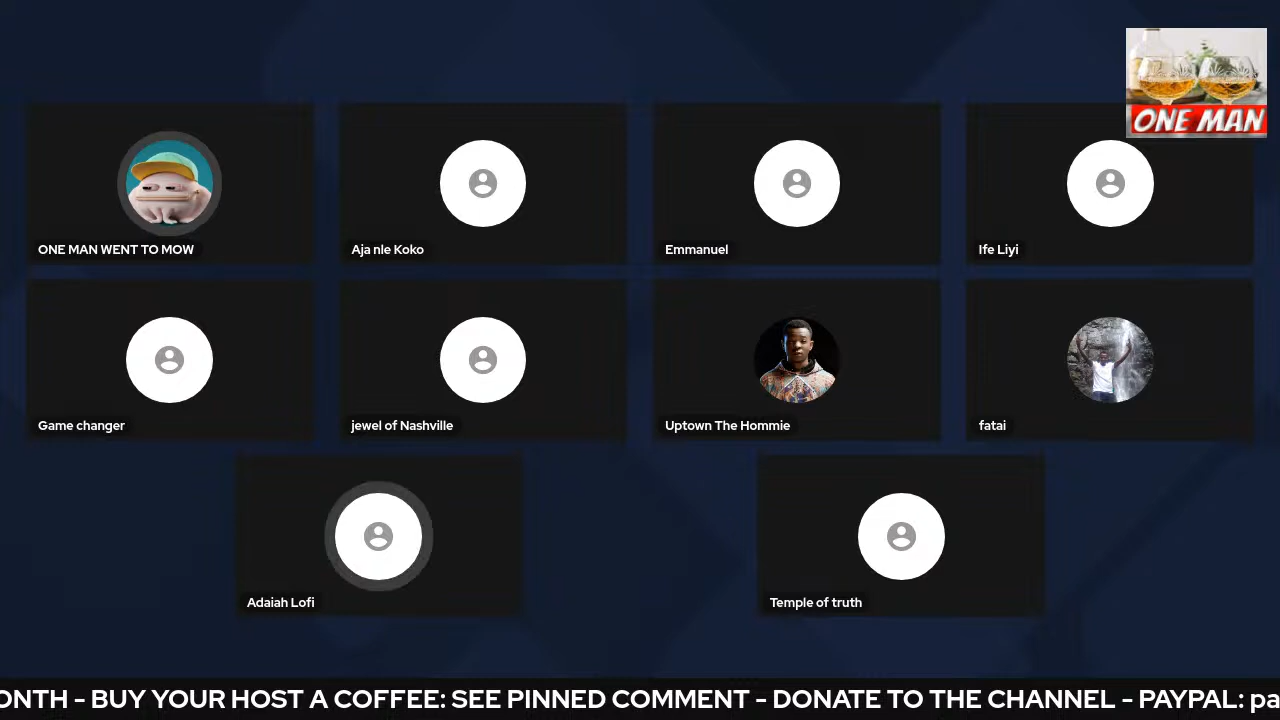 ONE MAN
ONE MAN WENT TO MOW
Aja nle Koko
Emmanuel
Ife Liyi
Game changer
jewel of Nashville
Uptown The Hommie
fatai
Adaiah Lofi
Temple of truth
ONTH - BUY YOUR HOST A COFFEE: SEE PINNED COMMENT - DONATE TO THE CHANNEL - PAYPAL: pa